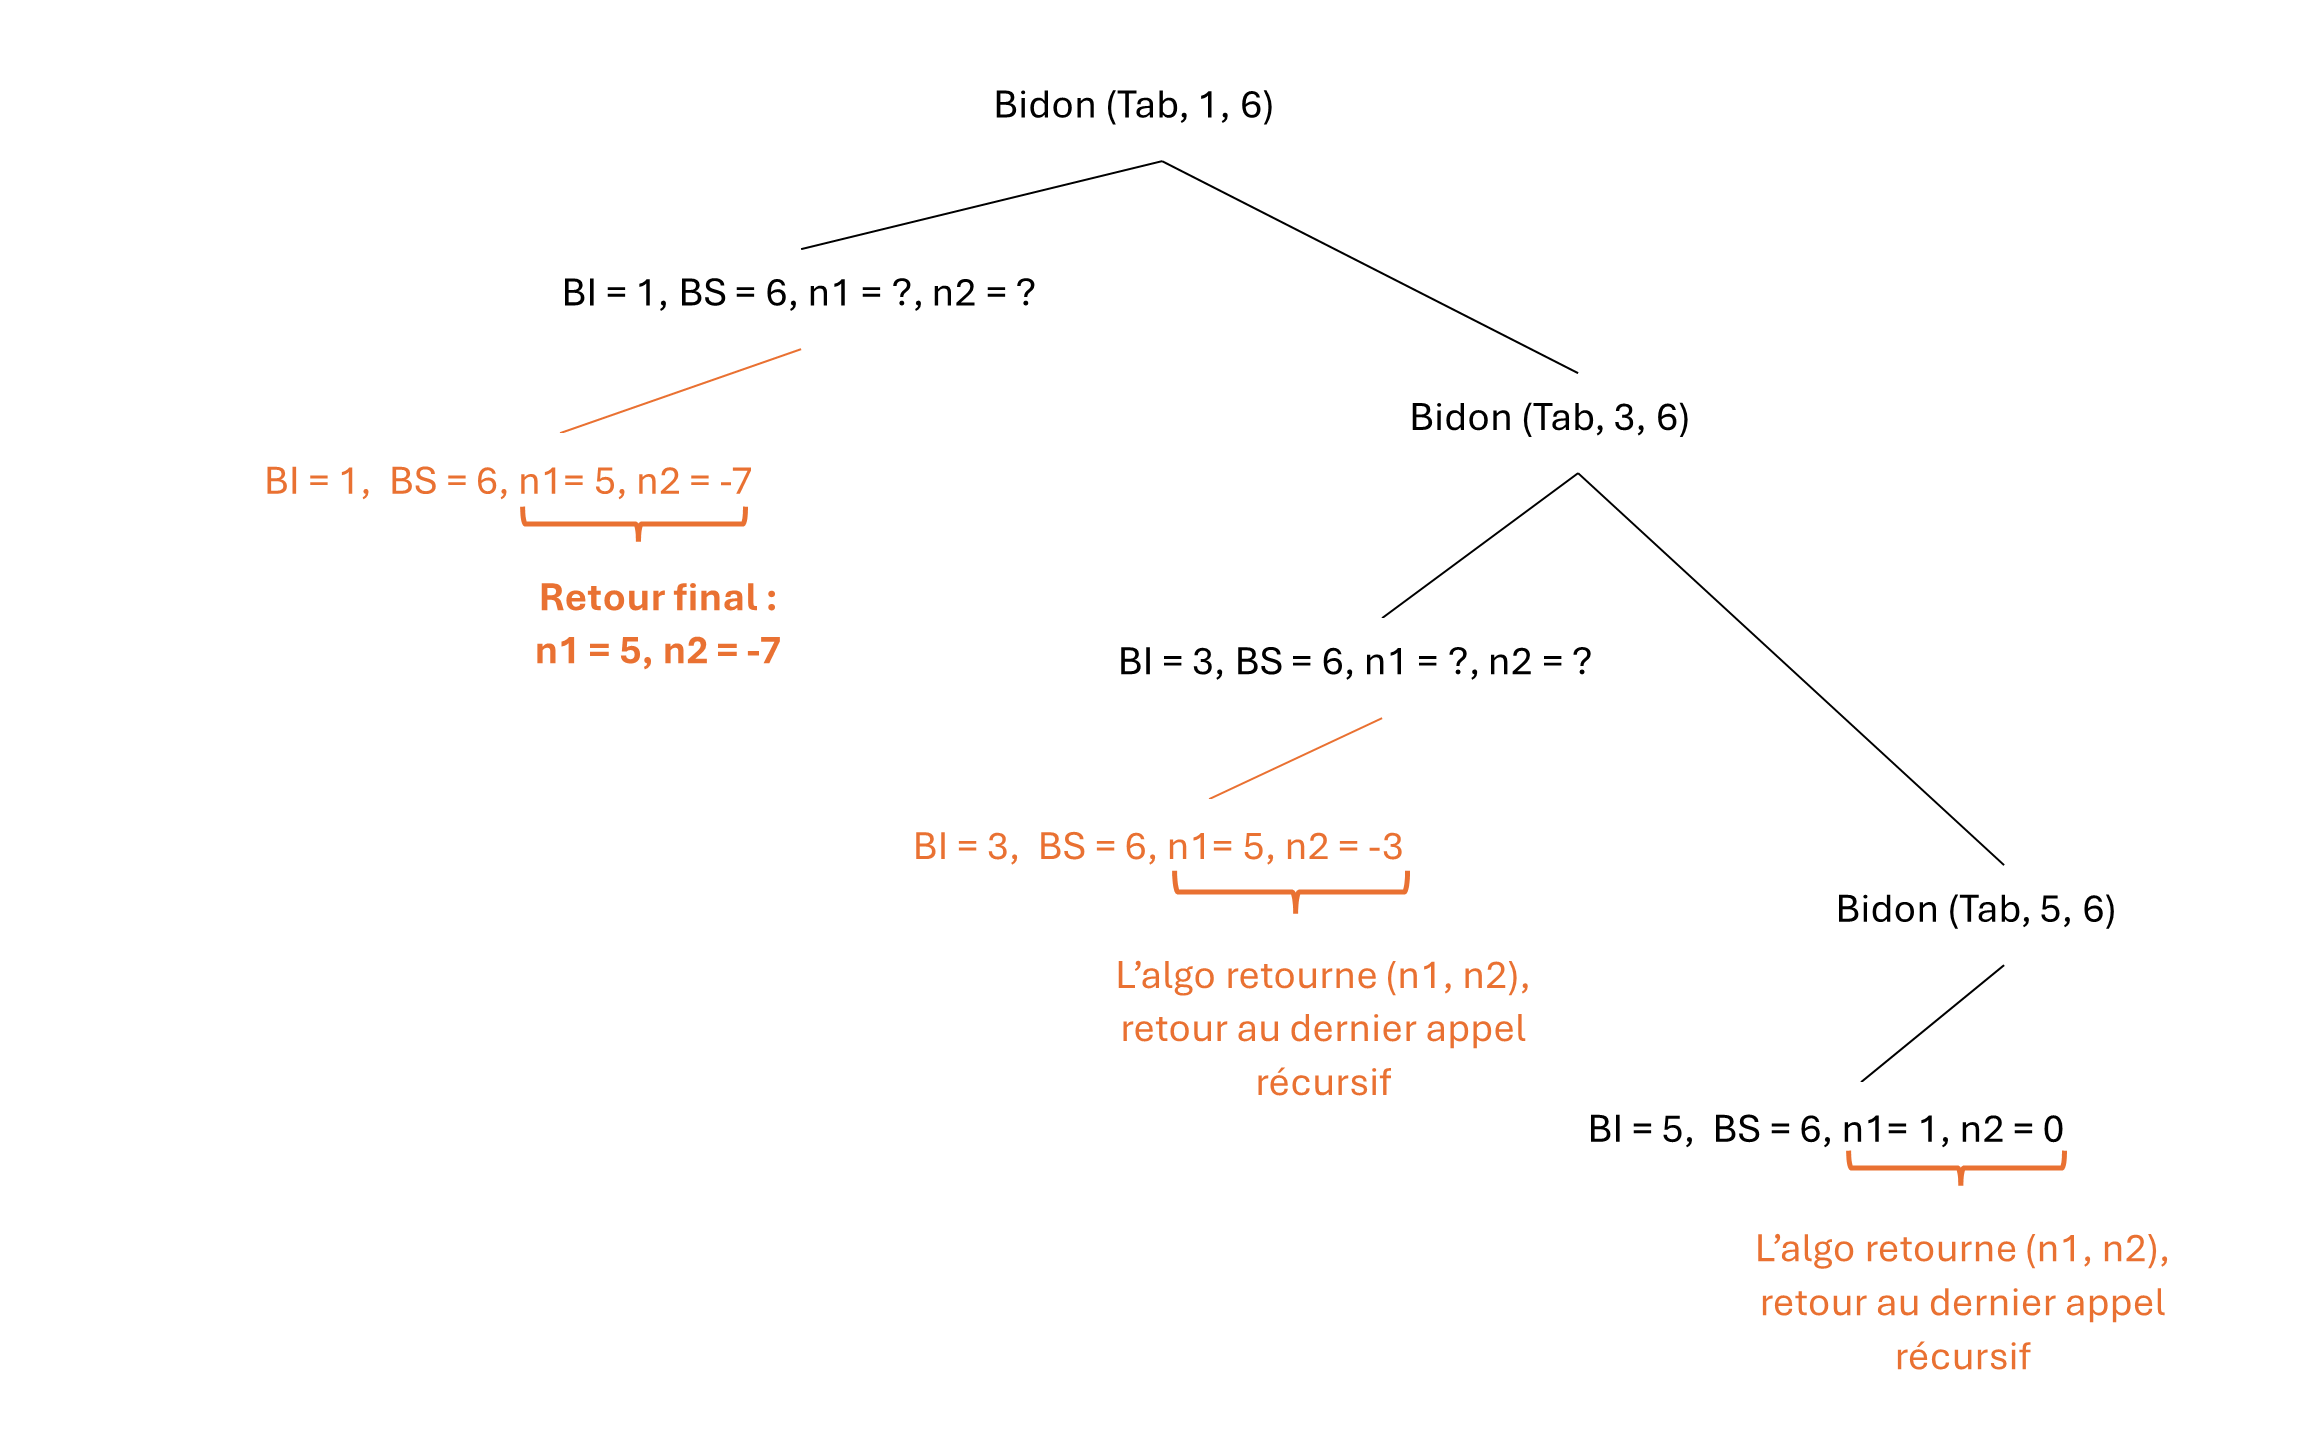 Bidon (Tab, 1, 6)
BI = 1, BS = 6, n1 = ?, n2 = ?
Bidon (Tab, 3, 6)
BI = 1,  BS = 6, n1= 5, n2 = -7
Retour final :
n1 = 5, n2 = -7
BI = 3, BS = 6, n1 = ?, n2 = ?
BI = 3,  BS = 6, n1= 5, n2 = -3
Bidon (Tab, 5, 6)
L’algo retourne (n1, n2),
retour au dernier appel
récursif
BI = 5,  BS = 6, n1= 1, n2 = 0
L’algo retourne (n1, n2),
retour au dernier appel
récursif